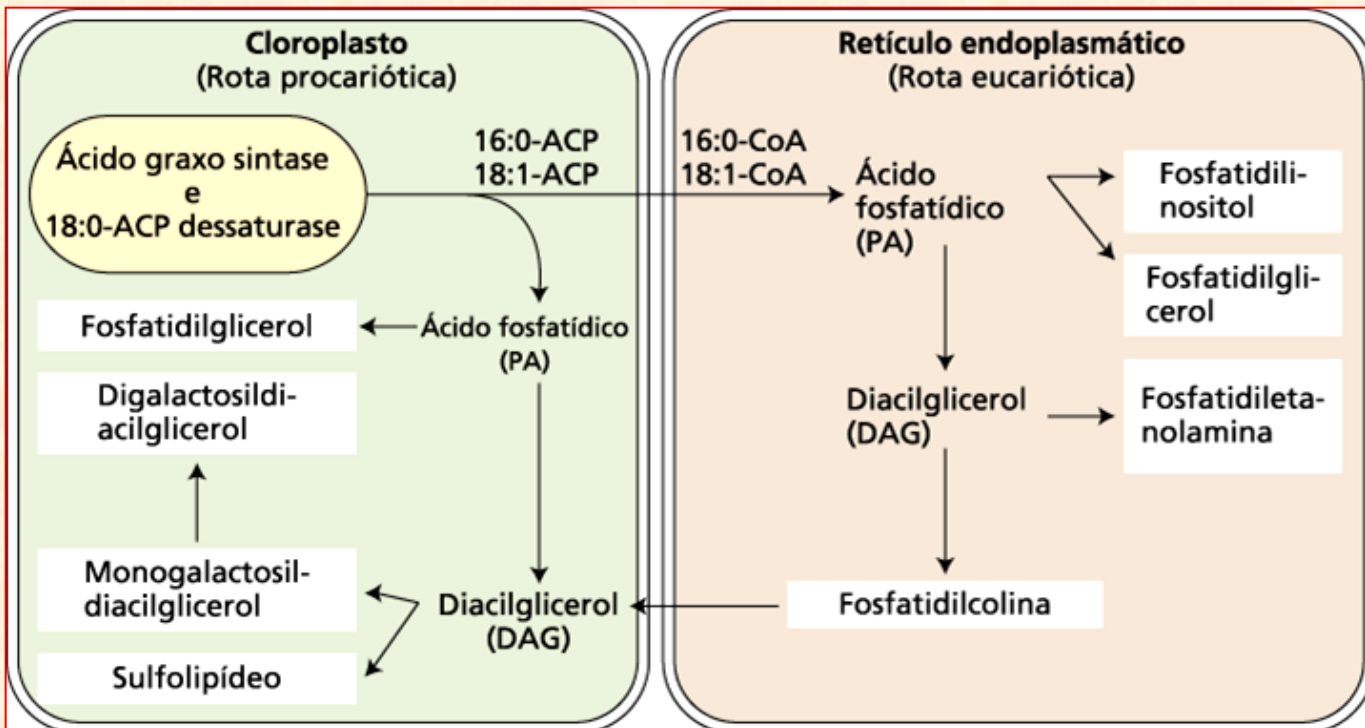 Cloroplasto
(Rota procariótica)
Ácido graxo sintase
e
18:0-ACP dessaturase
16:0-ACP
18:1-ACP
Fosfatidilglicerol
Ácido fosfatídico
(PA)
Digalactosildi-
acilglicerol
Monogalactosil-
diacilglicerol
Diacilglicerol
(DAG)
Sulfolipídeo
Retículo endoplasmático
(Rota eucariótica)
16:0-CoA
18:1-CoA
Ácido
fosfatídico
(PA)
Fosfatidili-
nositol
Fosfatidilgli-
cerol
Diacilglicerol
(DAG)
Fosfatidileta-
nolamina
Fosfatidilcolina